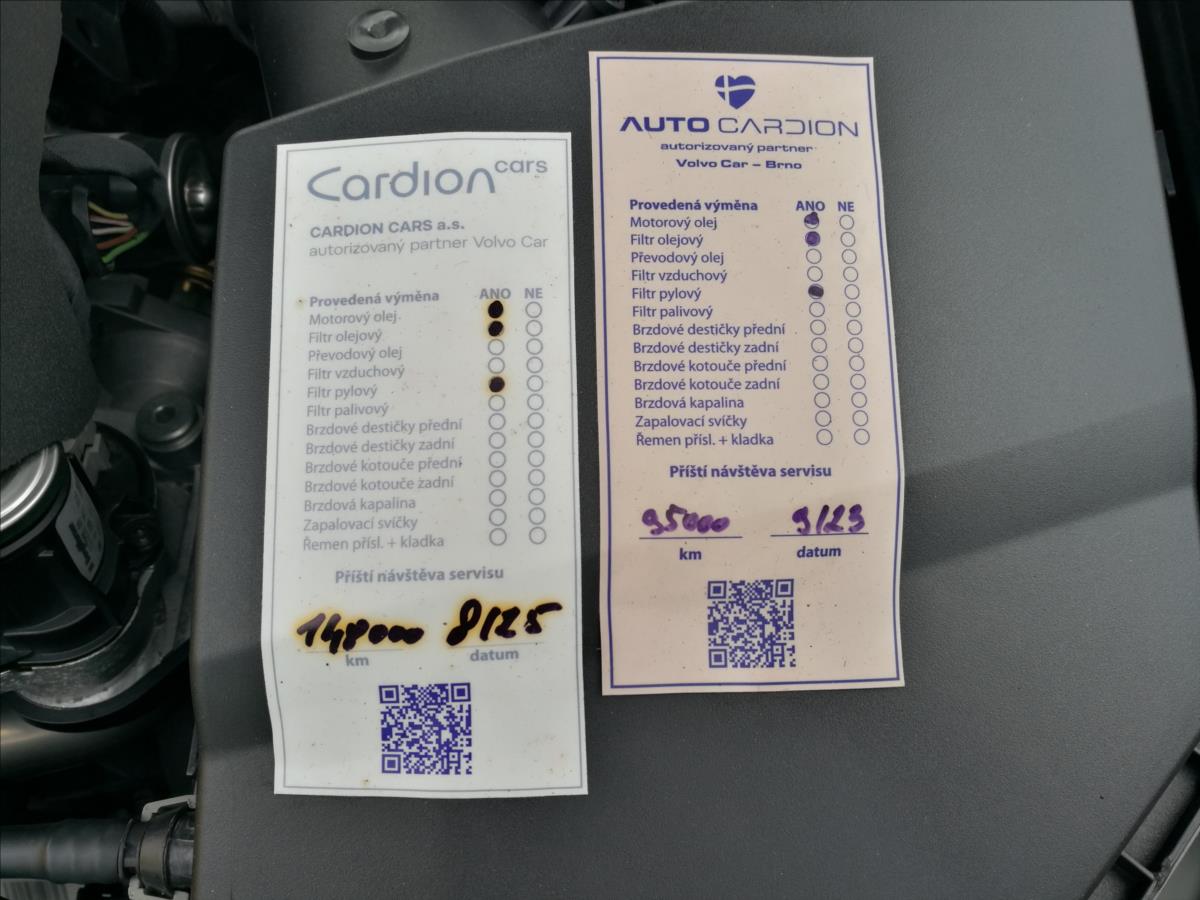 Cardion cars
CARDION CARS a.s.
autorizovaný partner Volvo Car
Provedená výměna ANO NE
Motorový olej
Filtr olejový
Převodový olej
Filtr vzduchový
Filtr pylový
Filtr palivový
Brzdové destičky přední
Brzdové destičky zadní
Brzdové kotouče přední
Brzdové kotouče zadní
Brzdová kapalina
Zapalovací svíčky
Řemen přísl. + kladka
Příští návštěva servisu
148000 8/25
km datum
AUTO CARDION
autorizovaný partner
Volvo Car – Brno
Provedená výměna ANO NE
Motorový olej
Filtr olejový
Převodový olej
Filtr vzduchový
Filtr pylový
Filtr palivový
Brzdové destičky přední
Brzdové destičky zadní
Brzdové kotouče přední
Brzdové kotouče zadní
Brzdová kapalina
Zapalovací svíčky
Řemen přísl. + kladka
Příští návštěva servisu
95000 9/23
km datum